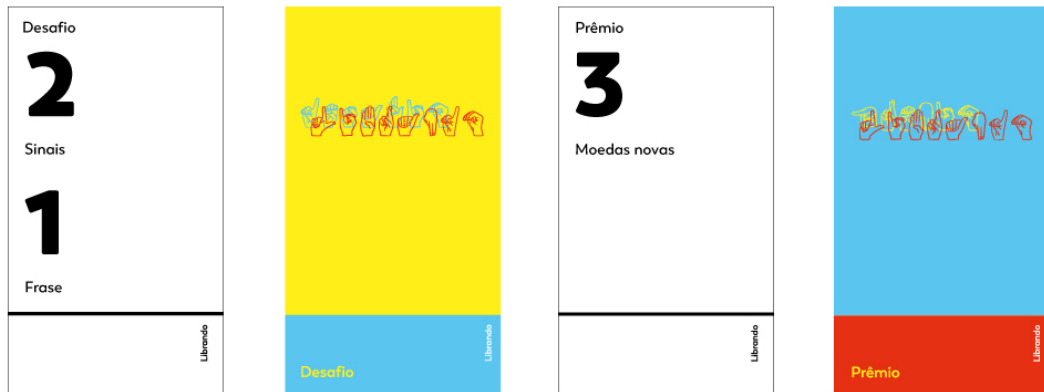 Desafio
2
Sinais
1
Frase
Librando
Desafio
Librando
Prêmio
3
Moedas novas
Librando
Prêmio
Librando